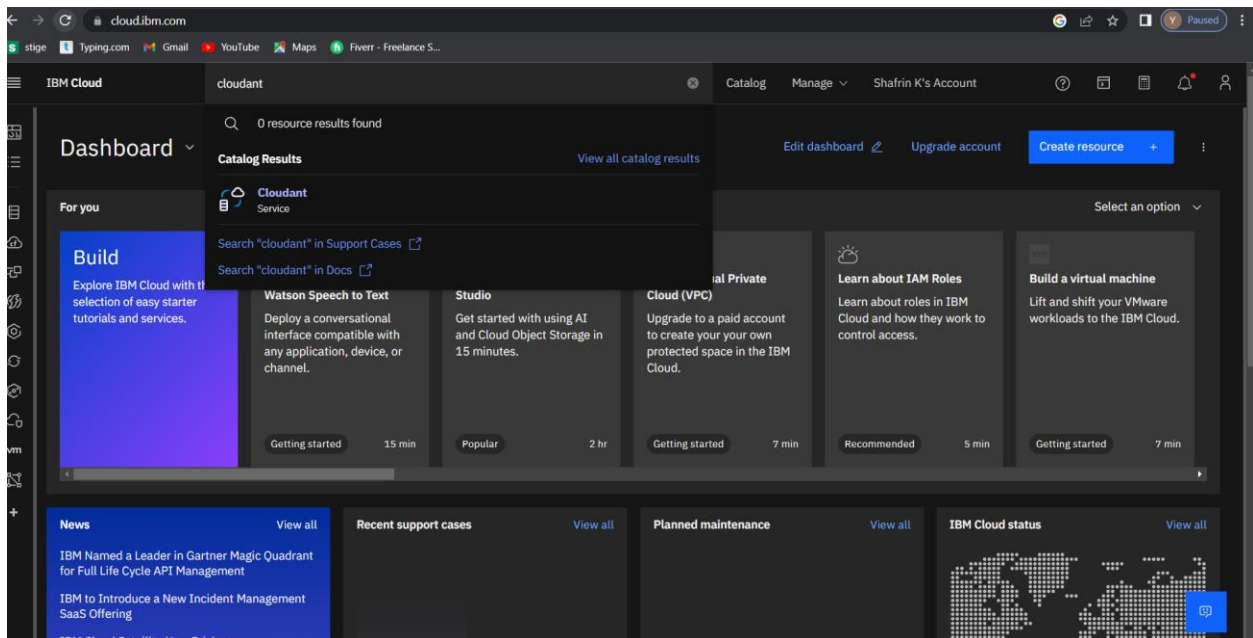 cloud.ibm.com
Paused
stige
Typing.com
Gmail
YouTube
Maps
Fiverr - Freelance S...
IBM Cloud
cloudant
Catalog
Manage
Shafrin K's Account
0 resource results found
Dashboard
Catalog Results
View all catalog results
Edit dashboard
Upgrade account
Create resource +
Cloudant
Service
For you
Select an option
Search "cloudant" in Support Cases
Search "cloudant" in Docs
Build
Explore IBM Cloud with
selection of easy starter
tutorials and services.
Watson Speech to Text
Deploy a conversational
interface compatible with
any application, device, or
channel.
Getting started
15 min
Studio
Get started with using AI
and Cloud Object Storage in
15 minutes.
Popular
2 hr
Private
Cloud (VPC)
Upgrade to a paid account
to create your your own
protected space in the IBM
Cloud.
Getting started
7 min
Learn about IAM Roles
Learn about roles in IBM
Cloud and how they work to
control access.
Recommended
5 min
Build a virtual machine
Lift and shift your VMware
workloads to the IBM Cloud.
Getting started
7 min
vm
News
View all
IBM Named a Leader in Gartner Magic Quadrant
for Full Life Cycle API Management
IBM to Introduce a New Incident Management
SaaS Offering
Recent support cases
View all
Planned maintenance
View all
IBM Cloud status
View all